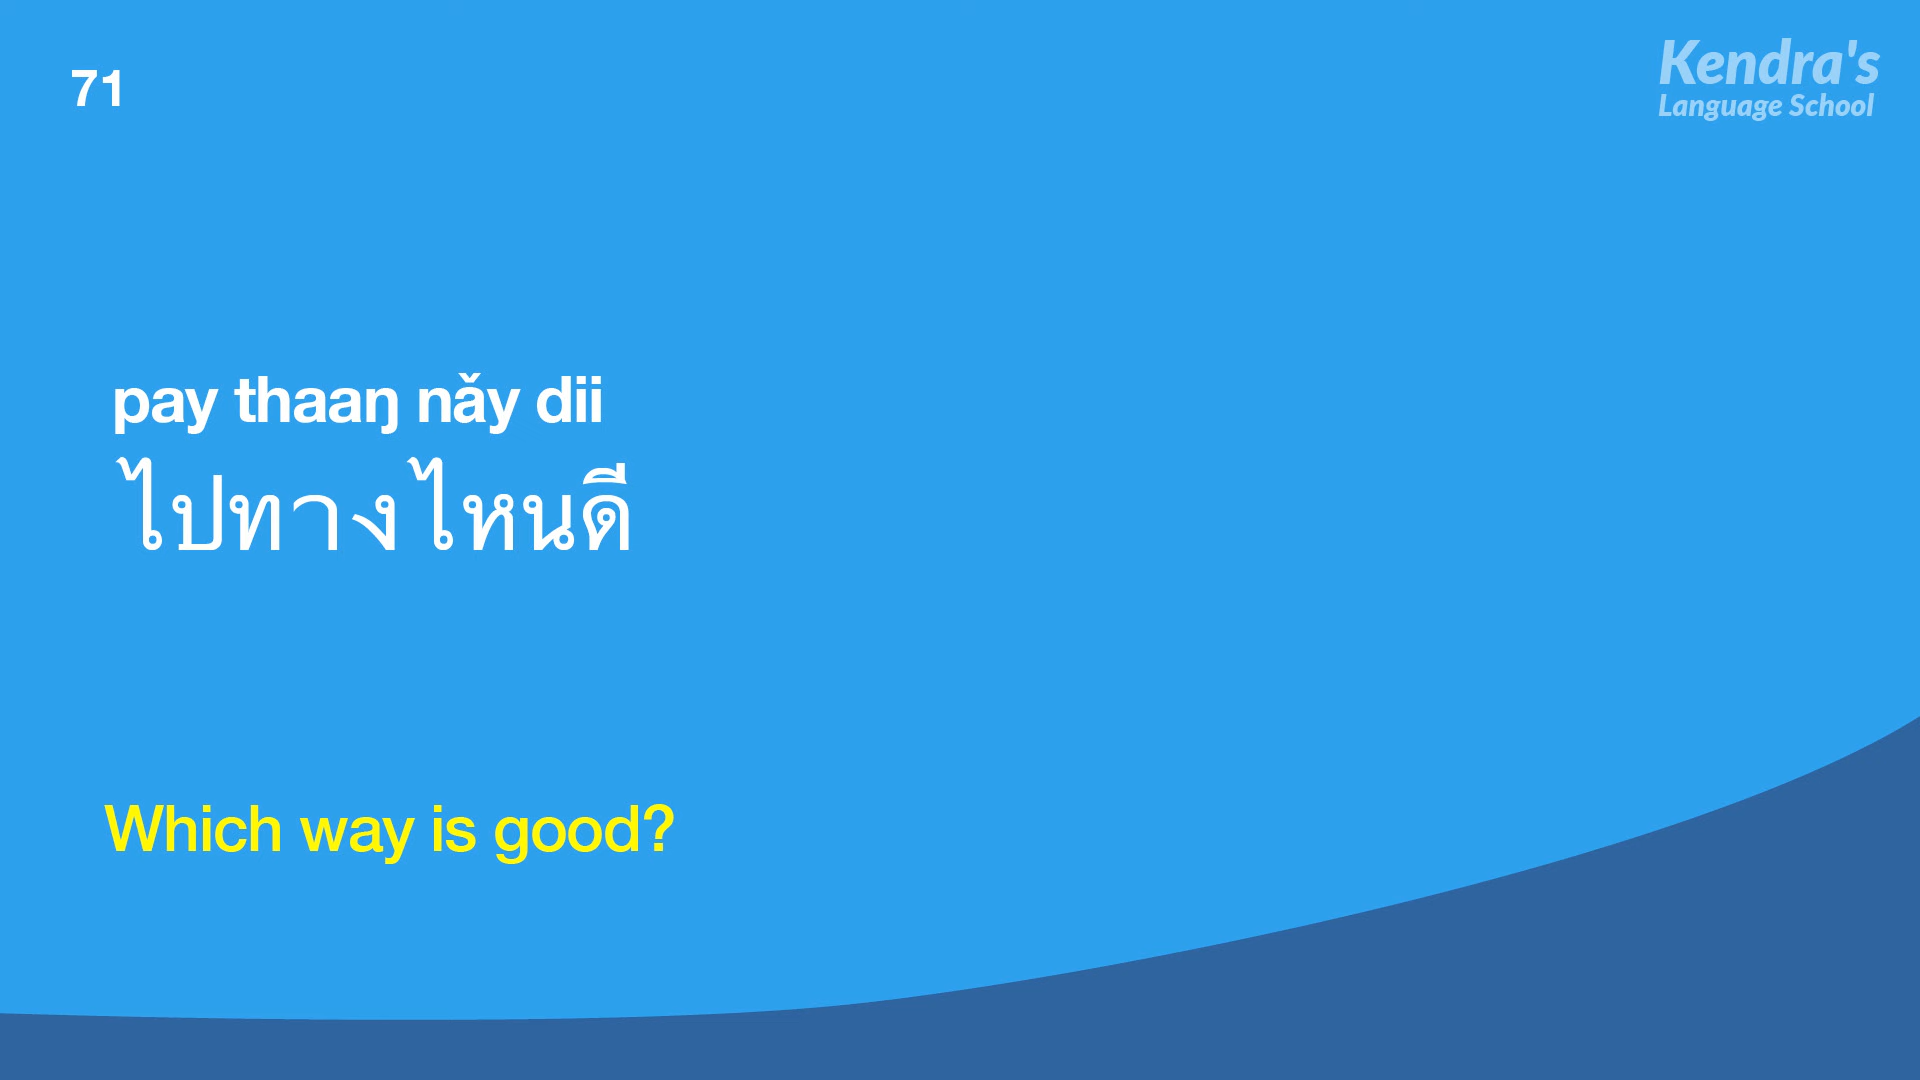 71
Kendra's
Language School
pay thaaŋ nǎy dii
ไปทางไหนดี
Which way is good?